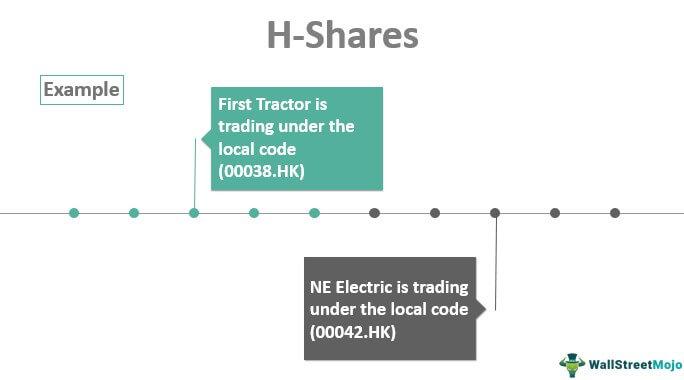 H-Shares
Example
First Tractor is
trading under the
local code
(00038.HK)
NE Electric is trading
under the local code
(00042.HK)
WallStreetMojo